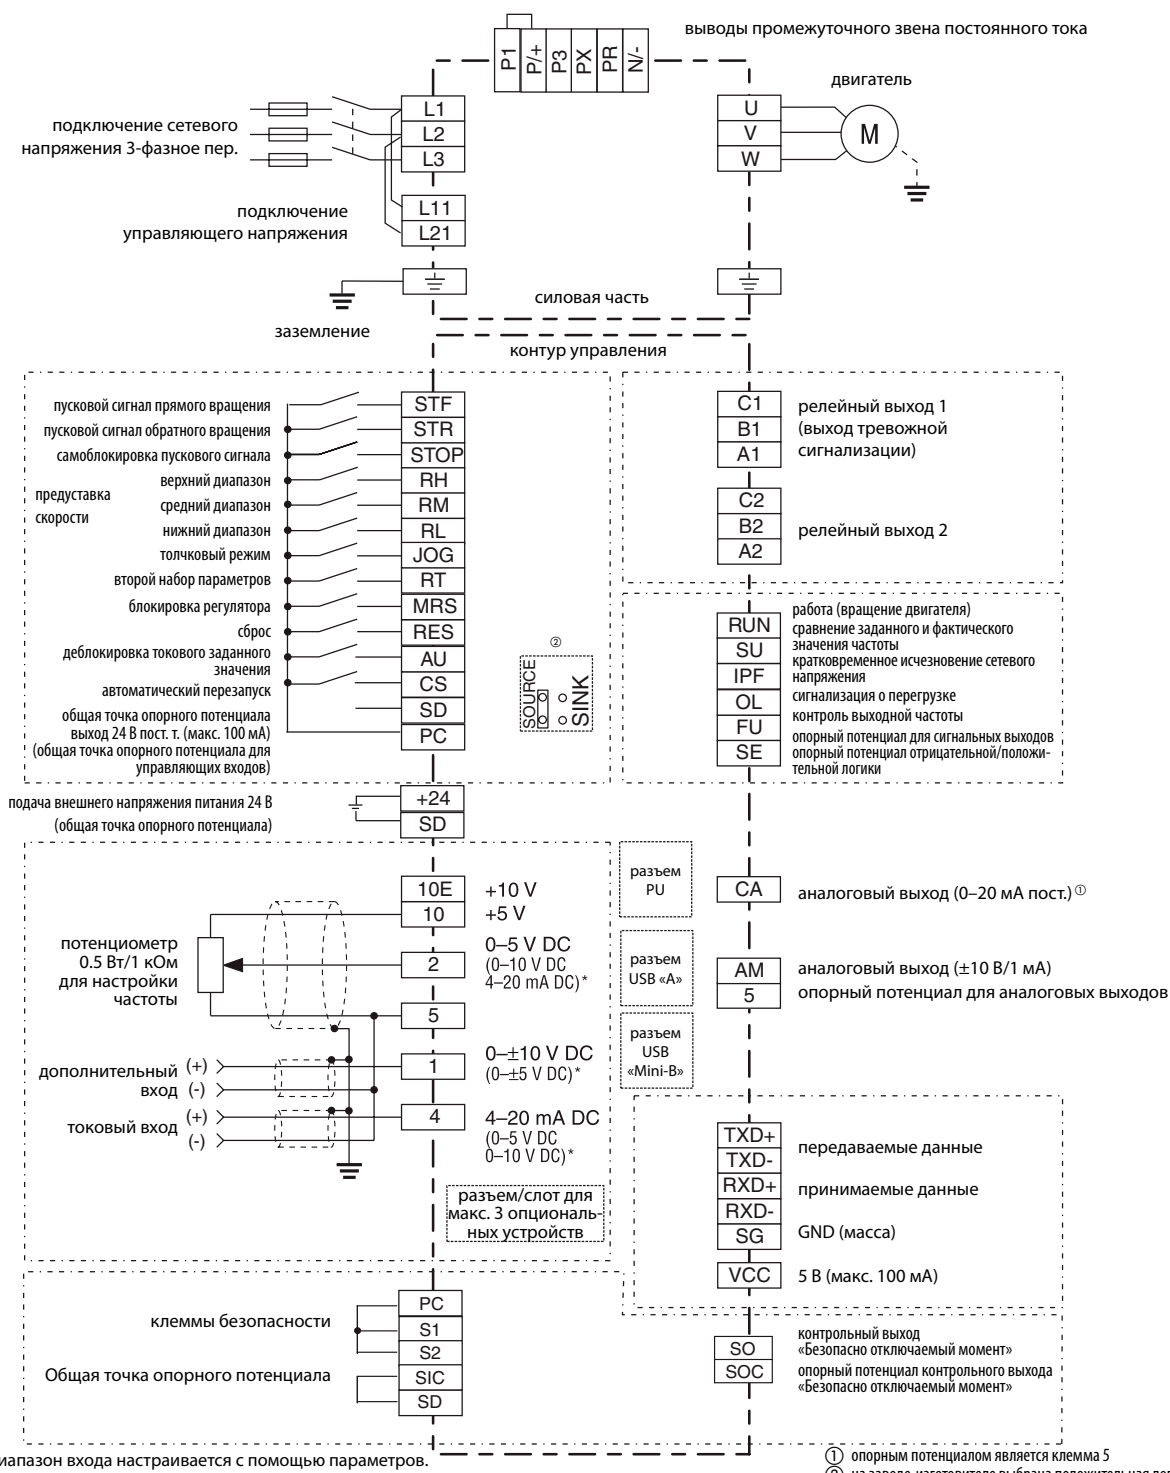 выводы промежуточного звена постоянного тока
P1
P/+
P3
PX
PR
N/-
двигатель
подключение сетевого
напряжения 3-фазное пер.
L1
L2
L3
U
V
W
M
подключение
управляющего напряжения
L11
L21
силовая часть
заземление
контур управления
пусковой сигнал прямого вращения
STF
пусковой сигнал обратного вращения
STR
самоблокировка пускового сигнала
STOP
предуставка
скорости
верхний диапазон
RH
средний диапазон
RM
нижний диапазон
RL
толчковый режим
JOG
второй набор параметров
RT
блокировка регулятора
MRS
сброс
RES
деблокировка токового заданного
значения
AU
автоматический перезапуск
CS
общая точка опорного потенциала
SD
выход 24 В пост. т. (макс. 100 мА)
(общая точка опорного потенциала для
управляющих входов)
PC
②
SOURCE
SINK
C1
B1
A1
релейный выход 1
(выход тревожной
сигнализации)
C2
B2
A2
релейный выход 2
RUN
SU
IPF
OL
FU
SE
работа (вращение двигателя)
сравнение заданного и фактического
значения частоты
кратковременное исчезновение сетевого
напряжения
сигнализация о перегрузке
контроль выходной частоты
опорный потенциал для сигнальных выходов
опорный потенциал отрицательной/положи-
тельной логики
подача внешнего напряжения питания 24 В
(общая точка опорного потенциала)
+24
SD
10E
+10 V
10
+5 V
потенциометр
0.5 Вт/1 кОм
для настройки
частоты
2
0–5 V DC
(0–10 V DC
4–20 mA DC)*
5
дополнительный
вход
(+)
(-)
1
0–±10 V DC
(0–±5 V DC)*
токовый вход
(+)
(-)
4
4–20 mA DC
(0–5 V DC
0–10 V DC)*
разъем/слот для
макс. 3 опциональ-
ных устройств
разъем
PU
разъем
USB «A»
разъем
USB
«Mini-B»
CA
аналоговый выход (0–20 мА пост.) ①
AM
аналоговый выход (±10 В/1 мА)
5
опорный потенциал для аналоговых выходов
TXD+
TXD-
передаваемые данные
RXD+
RXD-
принимаемые данные
SG
GND (масса)
VCC
5 В (макс. 100 мА)
клеммы безопасности
PC
S1
S2
Общая точка опорного потенциала
SIC
SD
SO
контрольный выход
«Безопасно отключаемый момент»
SOC
опорный потенциал контрольного выхода
«Безопасно отключаемый момент»
иапазон входа настраивается с помощью параметров.
① опорным потенциалом является клемма 5
② на заводе-изготовителе выбрана положительная